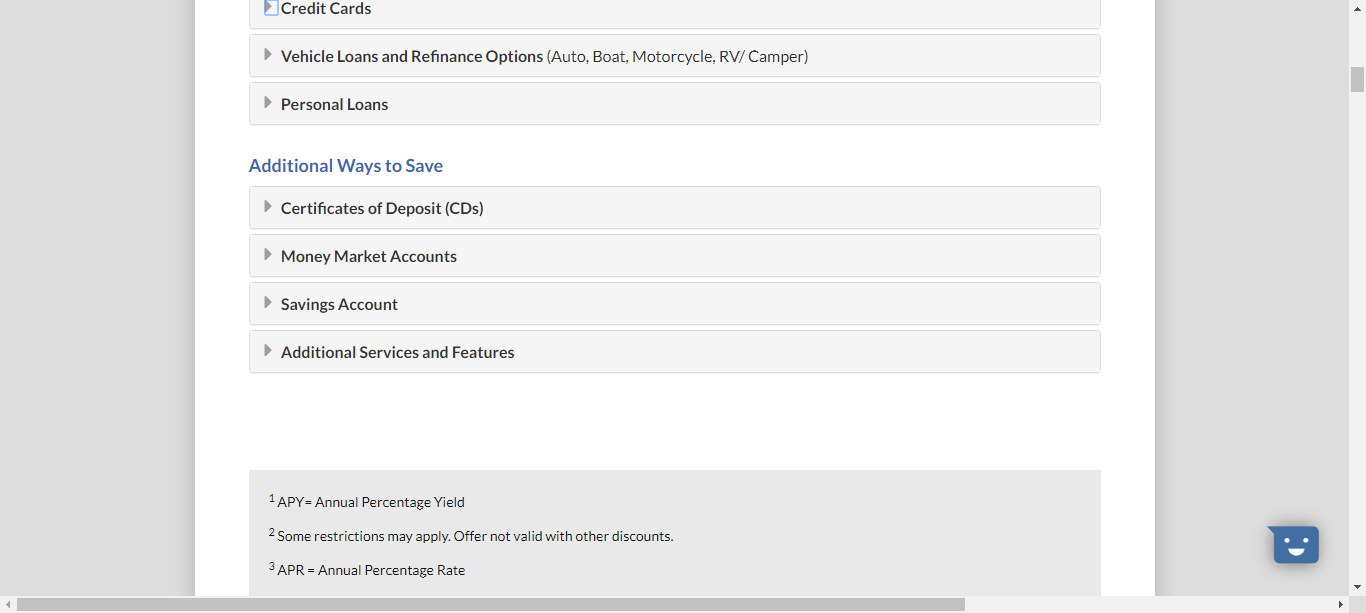 Credit Cards
Vehicle Loans and Refinance Options (Auto, Boat, Motorcycle, RV/ Camper)
Personal Loans
Additional Ways to Save
Certificates of Deposit (CDs)
Money Market Accounts
Savings Account
Additional Services and Features
1 APY= Annual Percentage Yield
2 Some restrictions may apply. Offer not valid with other discounts.
3 APR = Annual Percentage Rate